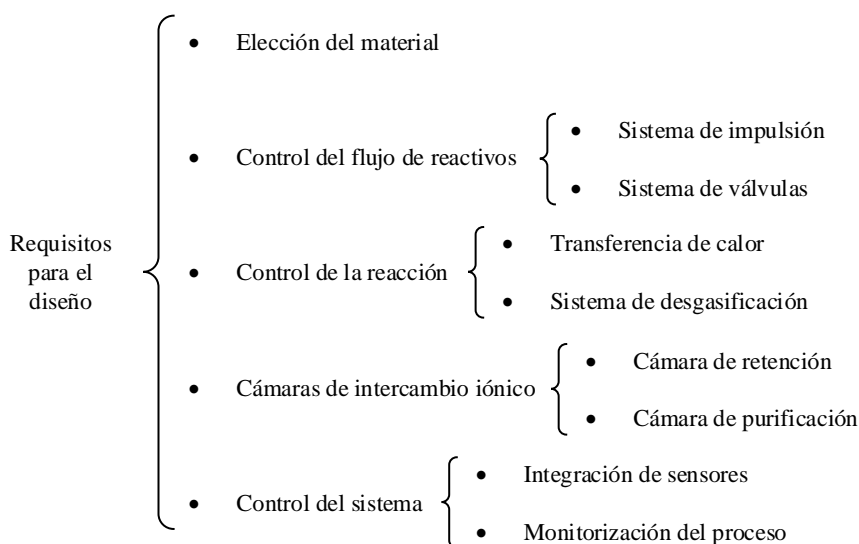 Requisitos
para el
diseño
• Elección del material
• Control del flujo de reactivos
• Sistema de impulsión
• Sistema de válvulas
• Control de la reacción
• Transferencia de calor
• Sistema de desgasificación
• Cámaras de intercambio iónico
• Cámara de retención
• Cámara de purificación
• Control del sistema
• Integración de sensores
• Monitorización del proceso